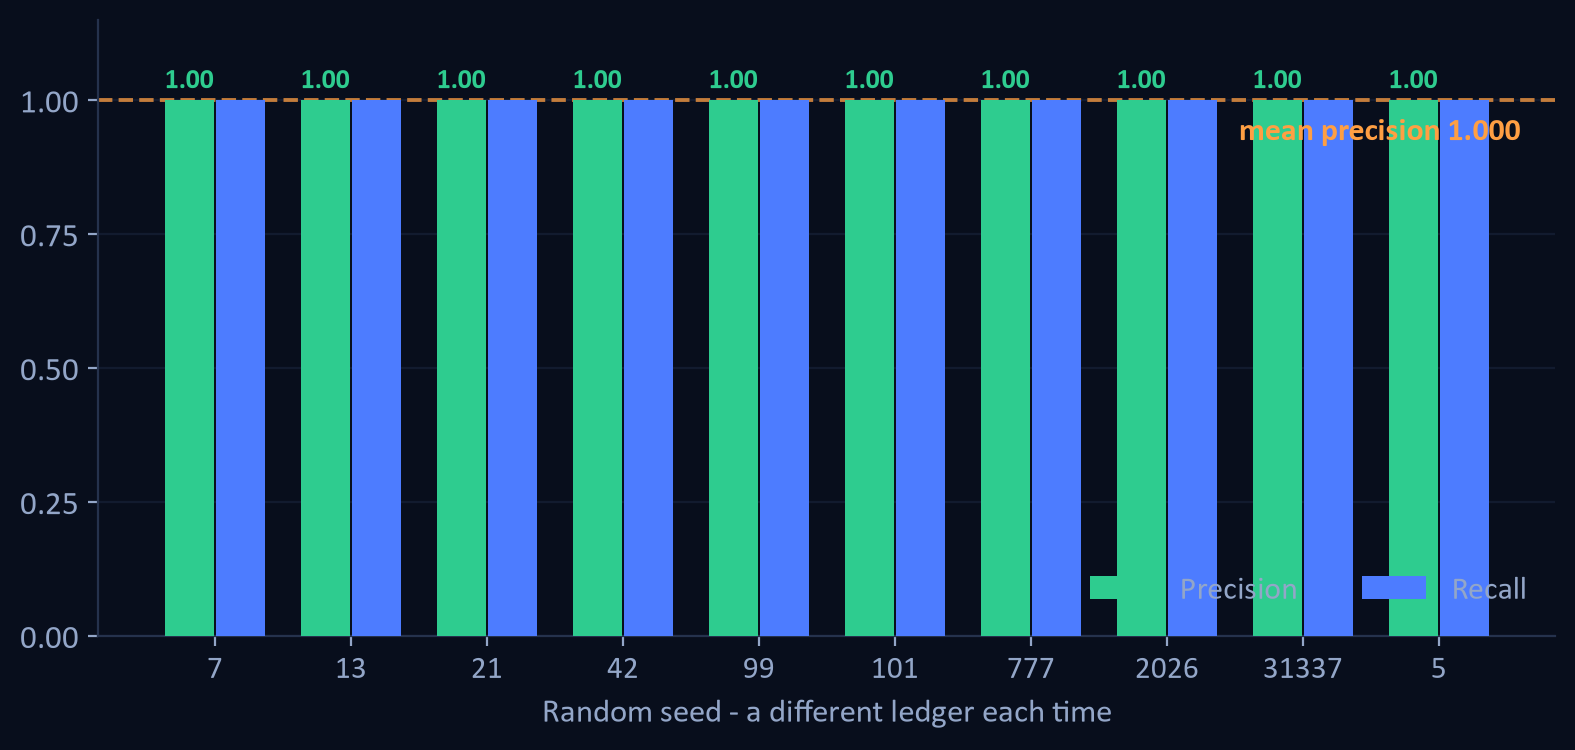 1.00 1.00 1.00 1.00 1.00 1.00 1.00 1.00 1.00 1.00
1.00
mean precision 1.000
0.75
0.50
0.25
Precision Recall
0.00
7 13 21 42 99 101 777 2026 31337 5
Random seed - a different ledger each time